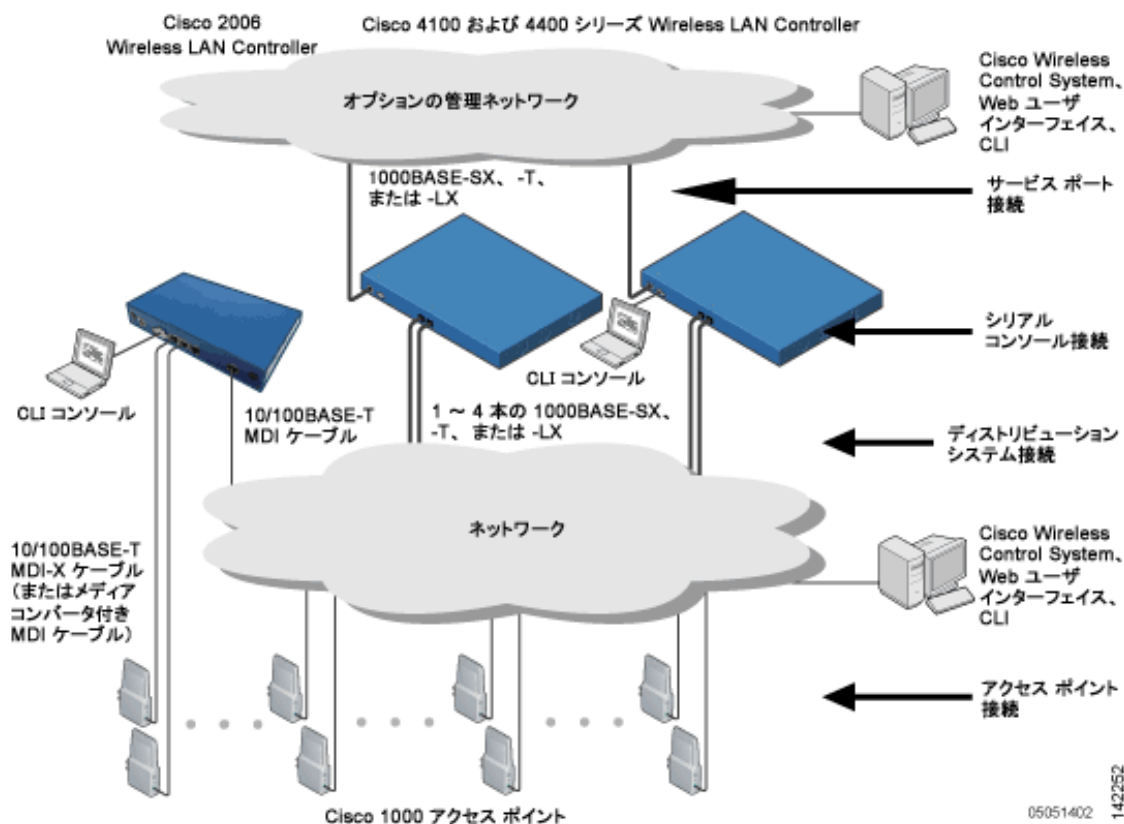 Cisco 2006
Wireless LAN Controller
Cisco 4100 および 4400 シリーズ Wireless LAN Controller
オプションの管理ネットワーク
Cisco Wireless
Control System、
Web ユーザ
インターフェイス、
CLI
1000BASE-SX、 -T、
または -LX
サービス ポート
接続
シリアル
コンソール接続
CLI コンソール
CLI コンソール
10/100BASE-T
MDI ケーブル
1 ~ 4 本の 1000BASE-SX、
-T、 または -LX
ディストリビューション
システム接続
ネットワーク
10/100BASE-T
MDI-X ケーブル
（またはメディア
コンバータ付き
MDI ケーブル）
Cisco Wireless
Control System、
Web ユーザ
インターフェイス、
CLI
アクセス ポイント
接続
Cisco 1000 アクセス ポイント
05051402
142252